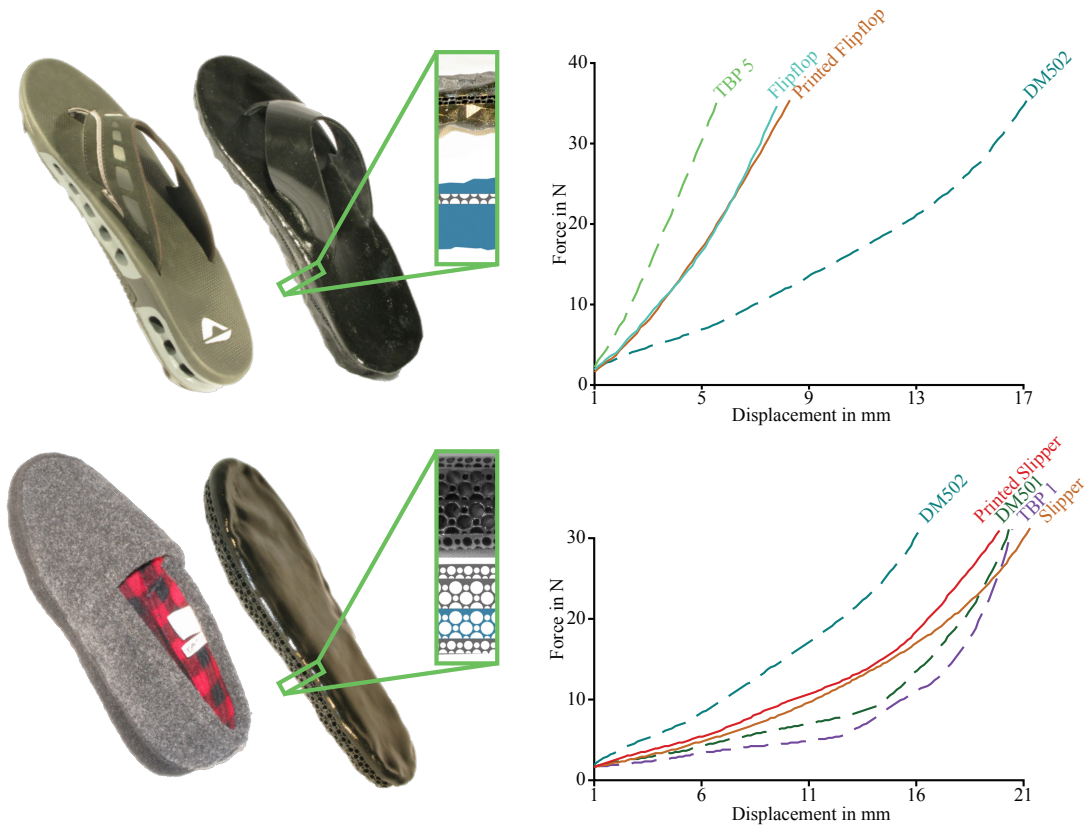 TBP 5
Flipflop
Printed Flipflop
DM502
40
30
20
10
0
Force in N
1
5
9
13
17
Displacement in mm
DM502
Printed Slipper
DM501
TBP 1
Slipper
30
20
10
0
Force in N
1
6
11
16
21
Displacement in mm